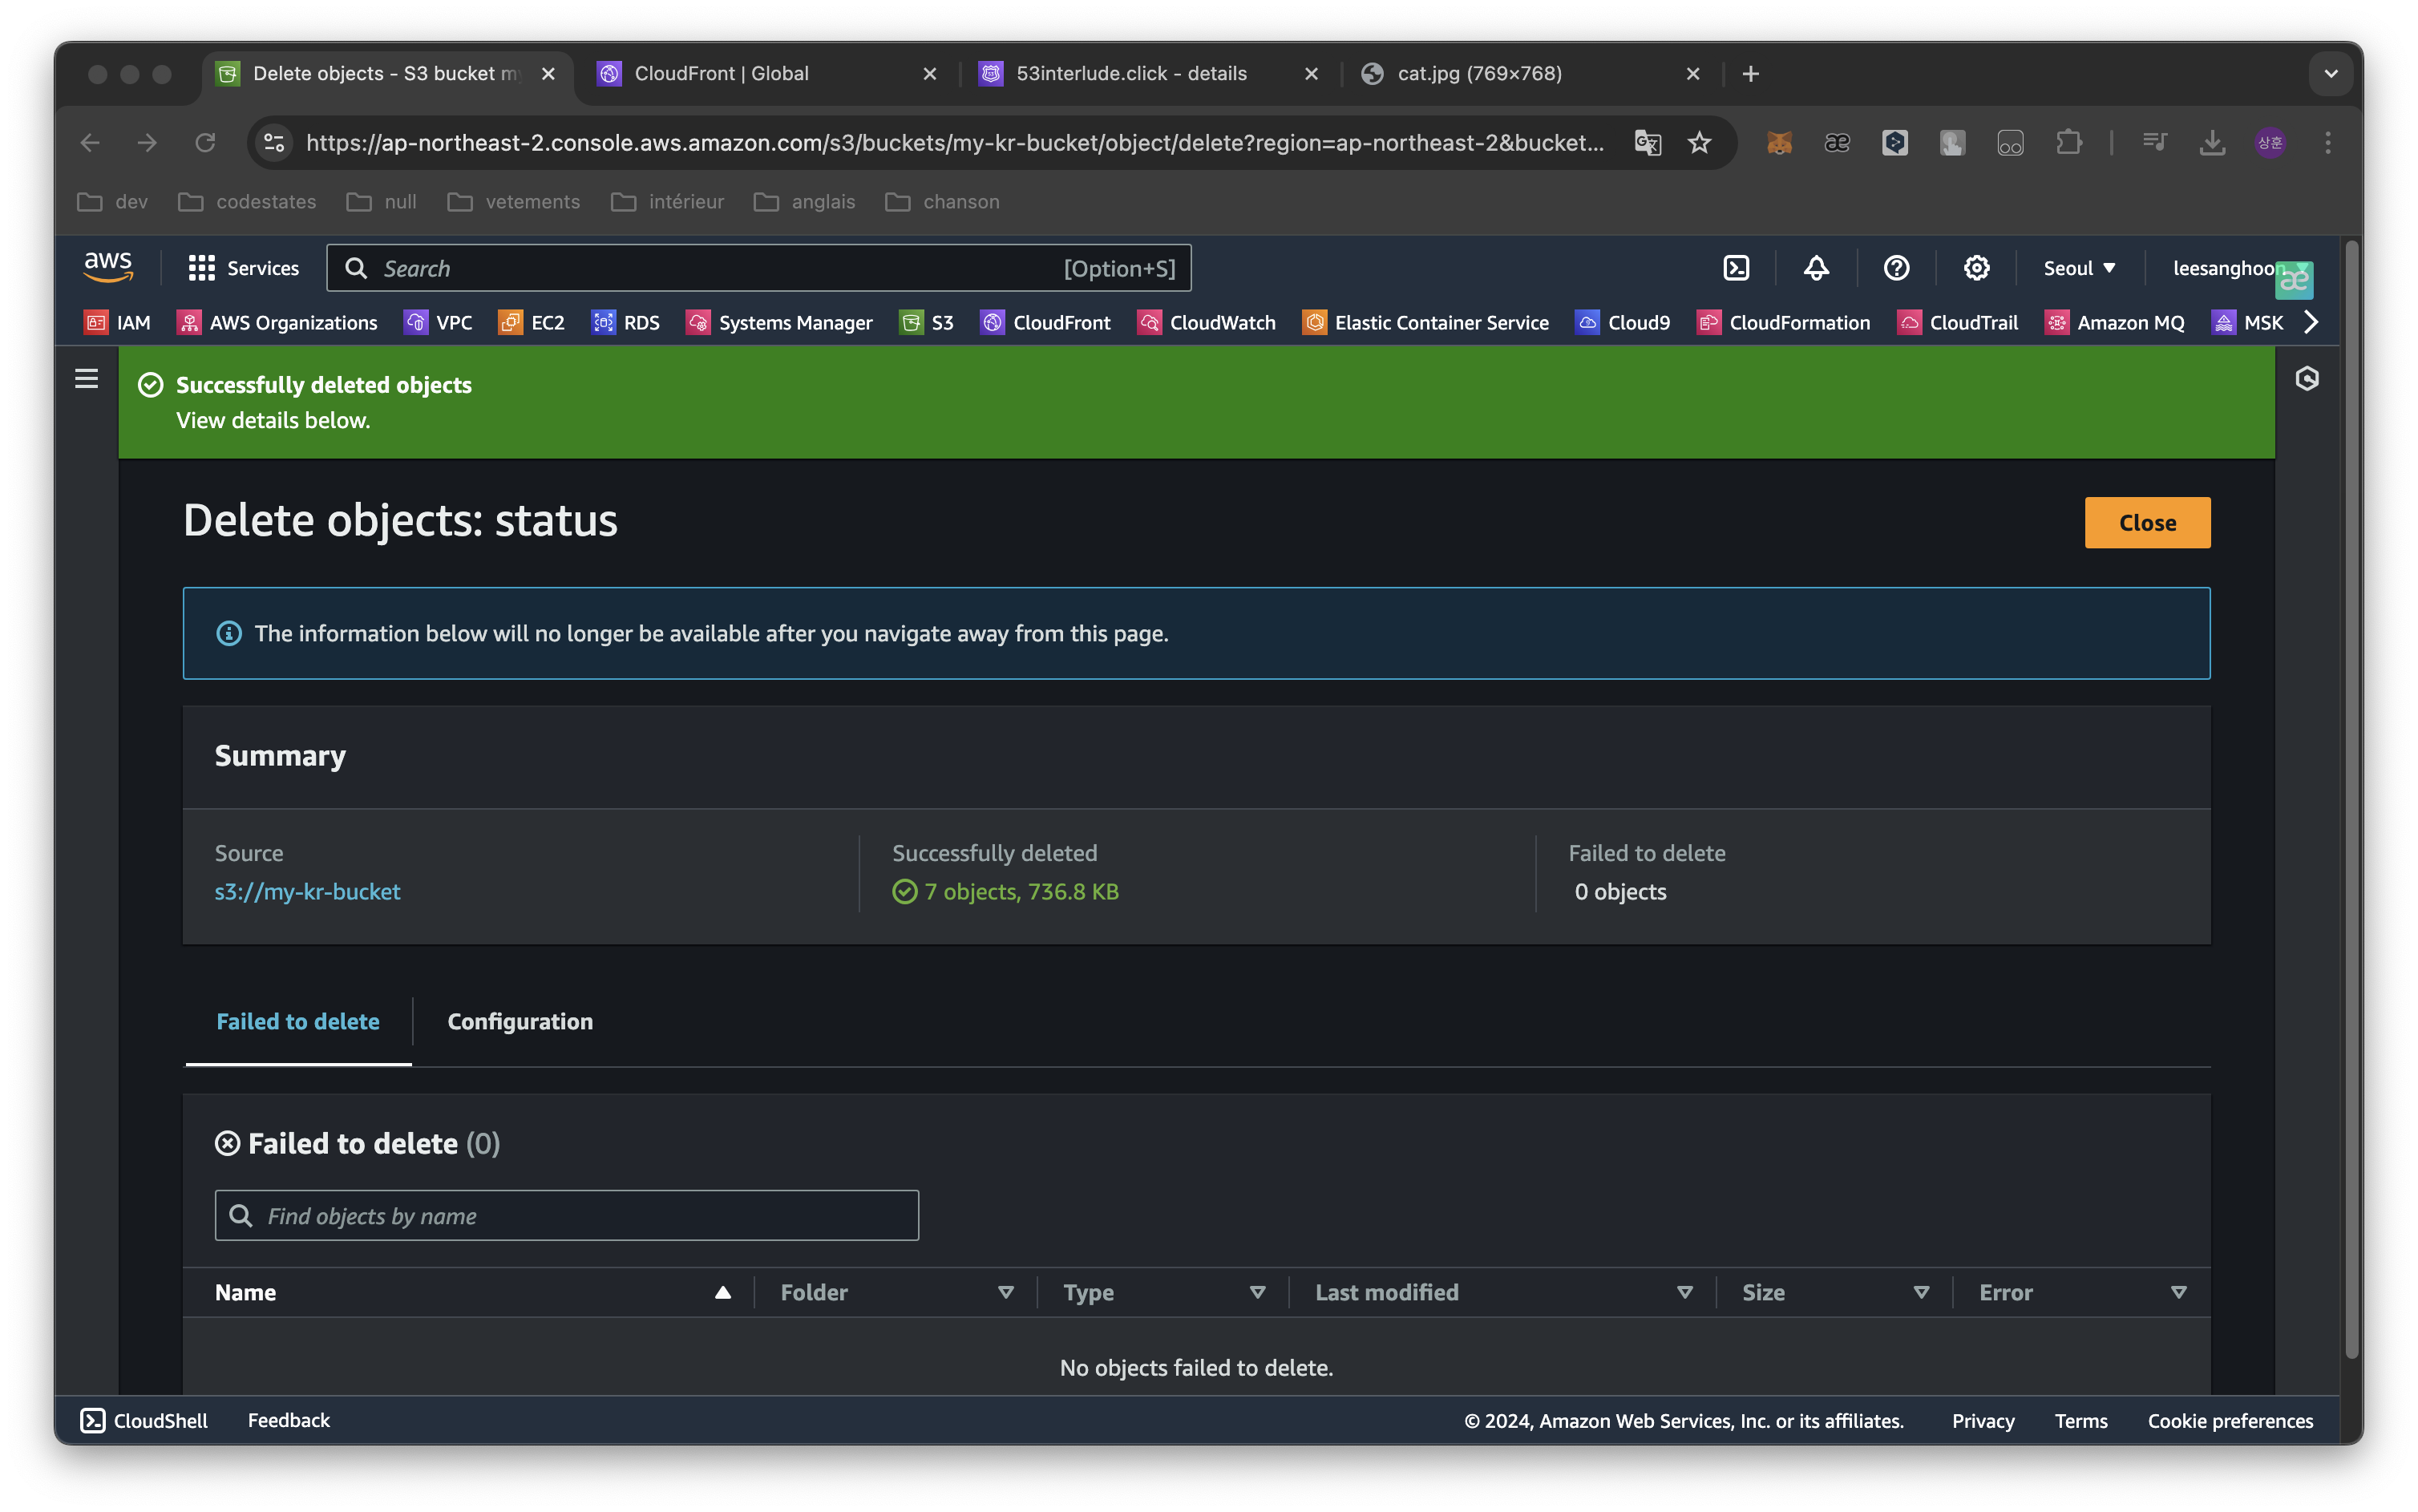 Delete objects - S3 bucket my
CloudFront | Global
53interlude.click - details
cat.jpg (769×768)
https://ap-northeast-2.console.aws.amazon.com/s3/buckets/my-kr-bucket/object/delete?region=ap-northeast-2&bucket...
상훈
dev codestates null vetements intérieur anglais chanson
aws Services Search [Option+S] Seoul leesanghoon
æ
IAM AWS Organizations VPC EC2 RDS Systems Manager S3 CloudFront CloudWatch Elastic Container Service Cloud9 CloudFormation CloudTrail Amazon MQ MSK
Successfully deleted objects
View details below.
Delete objects: status
Close
The information below will no longer be available after you navigate away from this page.
Summary
Source
s3://my-kr-bucket
Successfully deleted
7 objects, 736.8 KB
Failed to delete
0 objects
Failed to delete Configuration
Failed to delete (0)
Find objects by name
Name Folder Type Last modified Size Error
No objects failed to delete.
CloudShell Feedback © 2024, Amazon Web Services, Inc. or its affiliates. Privacy Terms Cookie preferences